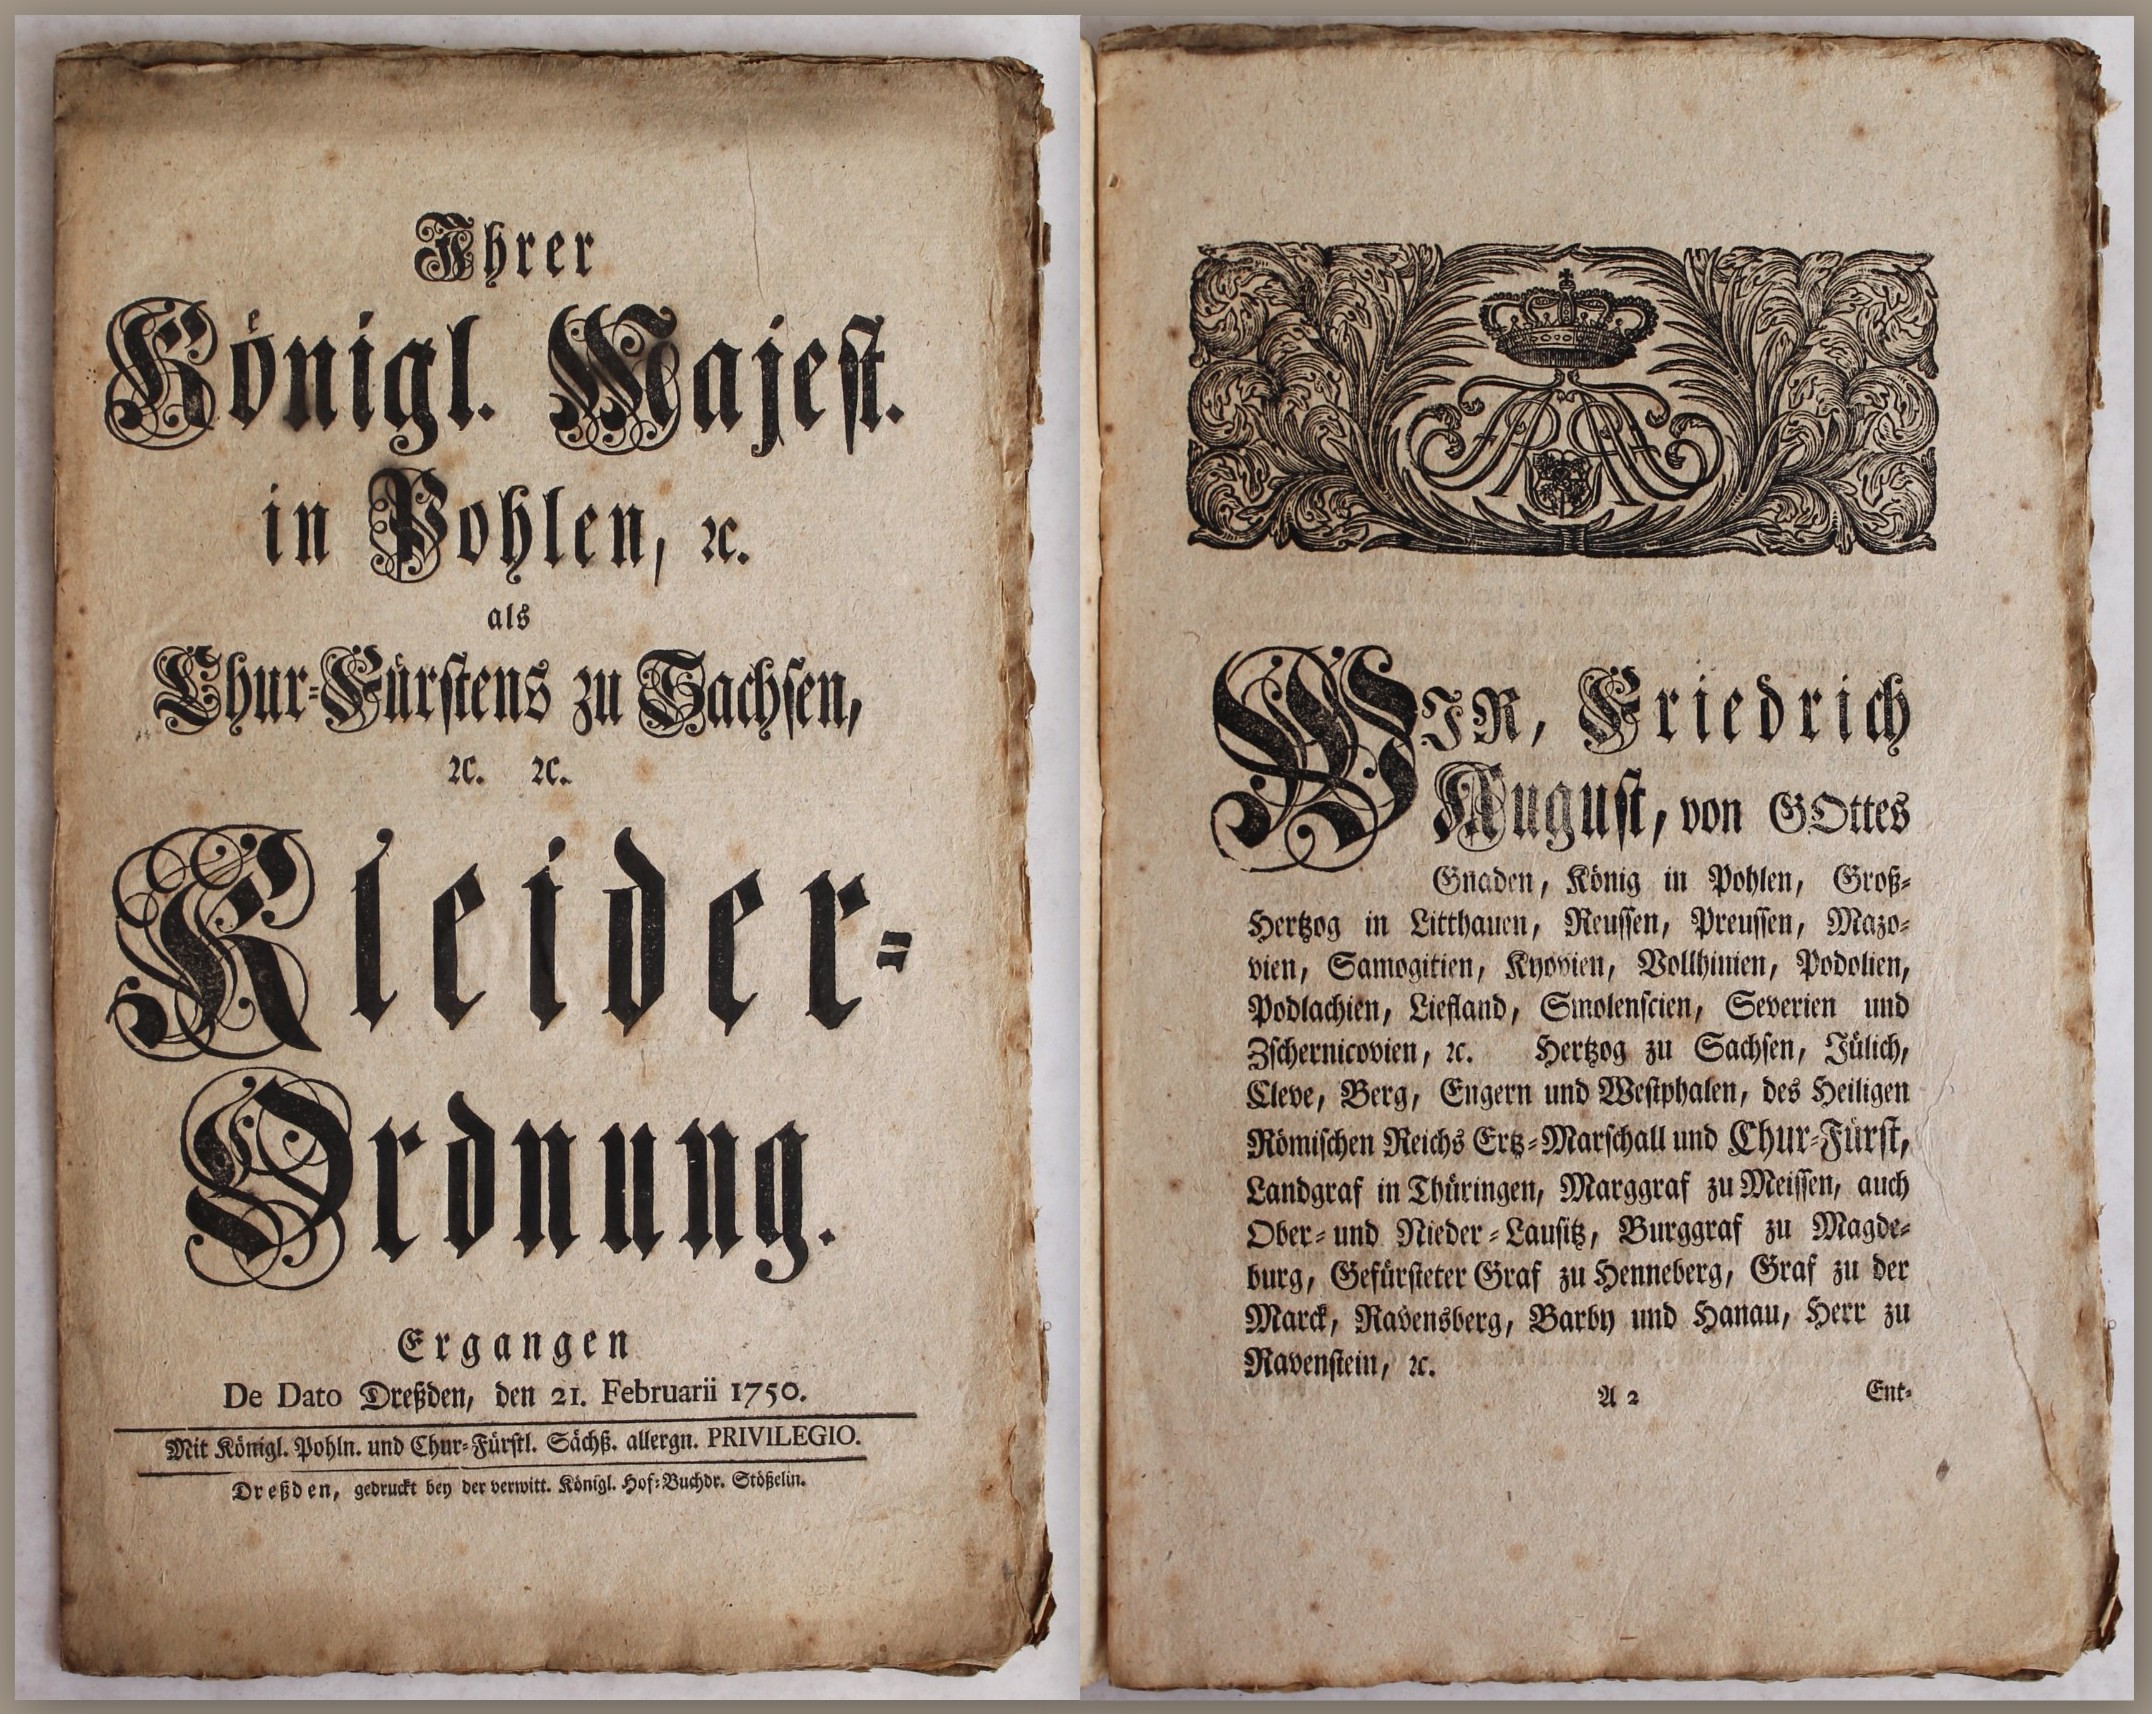 Ihrer
Königl. Majest.
in Pohlen, ꝛc.
als
Chur-Fürstens zu Sachsen,
ꝛc. ꝛc.
Kleider-
Ordnung.
Ergangen
De Dato Dreßden, den 21. Februarii 1750.
Mit Königl. Pohln. und Chur-Fürstl. Sächß. allergn. PRIVILEGIO.
Dreßden, gedruckt bey der verwitt. Königl. Hof-Buchdr. Stößelin.
WIR, Friedrich
August, von GOttes
Gnaden, König in Pohlen, Groß-
Hertzog in Litthauen, Reussen, Preussen, Mazo-
vien, Samogitien, Kyovien, Vollhinien, Podolien,
Podlachien, Liefland, Smolenscien, Severien und
Zschernicovien, ꝛc. Hertzog zu Sachsen, Jülich,
Cleve, Berg, Engern und Westphalen, des Heiligen
Römischen Reichs Ertz-Marschall und Chur-Fürst,
Landgraf in Thüringen, Marggraf zu Meissen, auch
Ober- und Nieder-Lausitz, Burggraf zu Magde-
burg, Gefürsteter Graf zu Henneberg, Graf zu der
Marck, Ravensberg, Barby und Hanau, Herr zu
Ravenstein, ꝛc.
A 2 Ent-